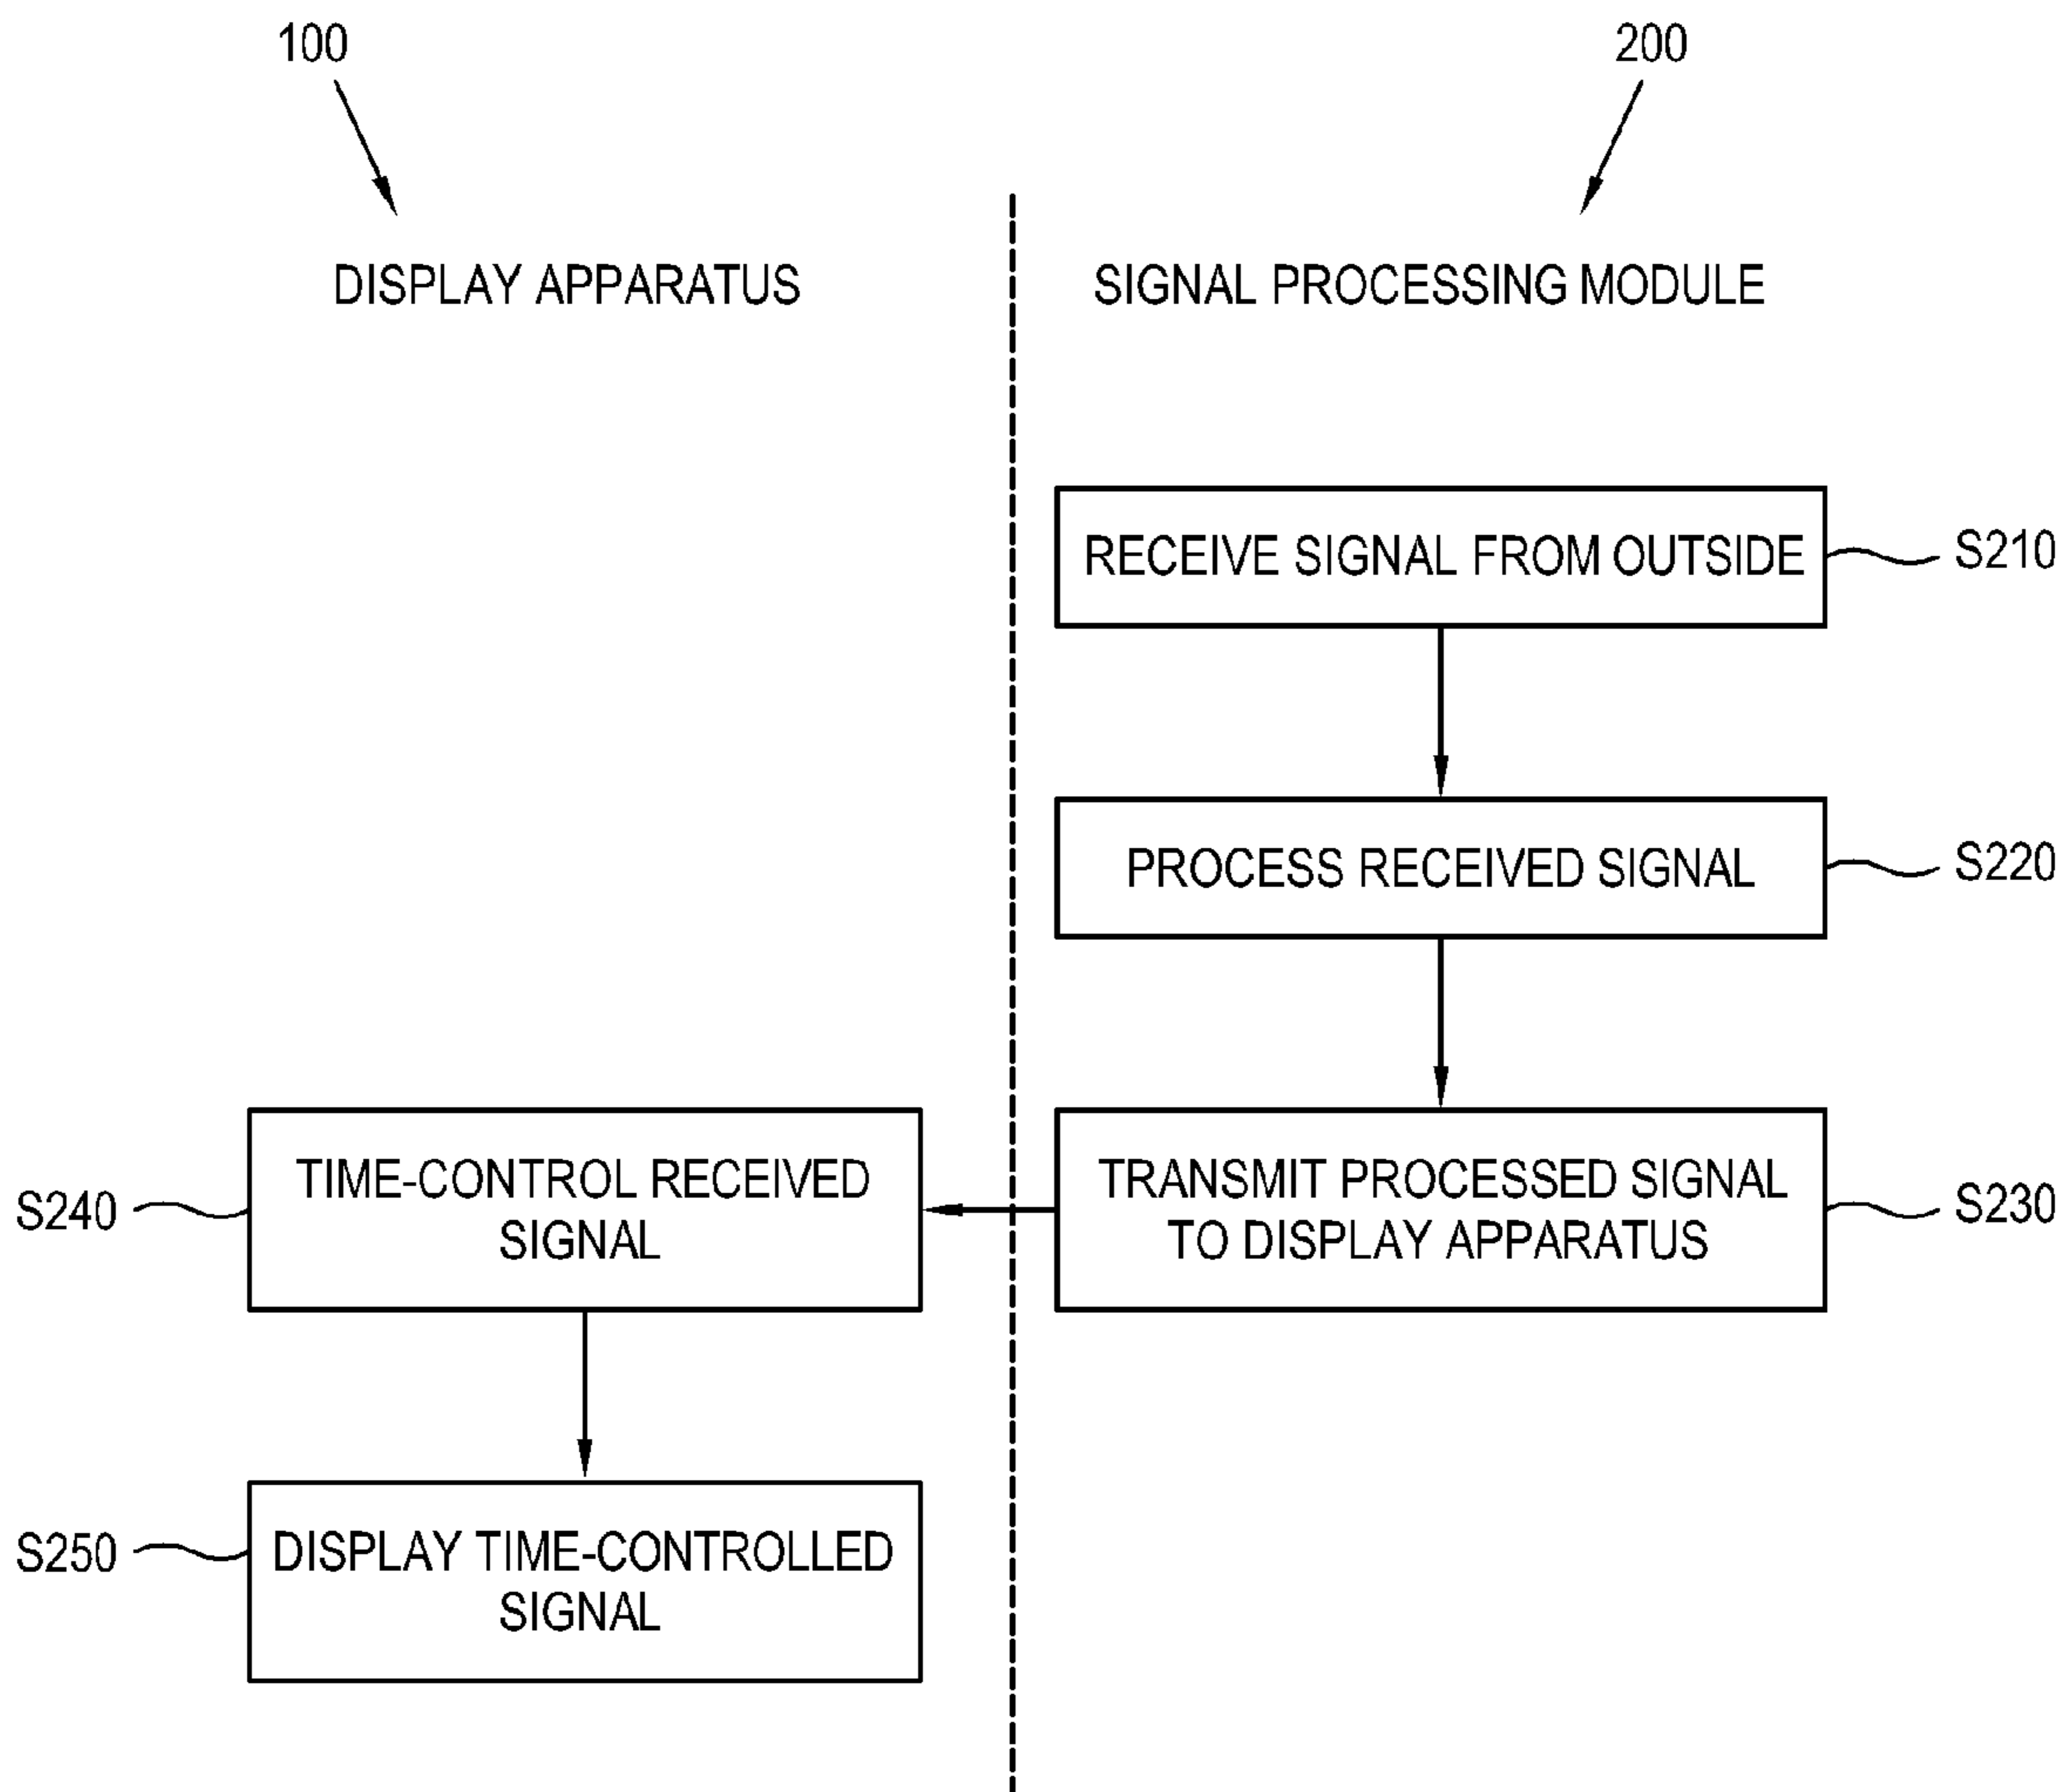 100
200
DISPLAY APPARATUS
SIGNAL PROCESSING MODULE
RECEIVE SIGNAL FROM OUTSIDE
S210
PROCESS RECEIVED SIGNAL
S220
TRANSMIT PROCESSED SIGNAL
TO DISPLAY APPARATUS
S230
S240
TIME-CONTROL RECEIVED
SIGNAL
S250
DISPLAY TIME-CONTROLLED
SIGNAL